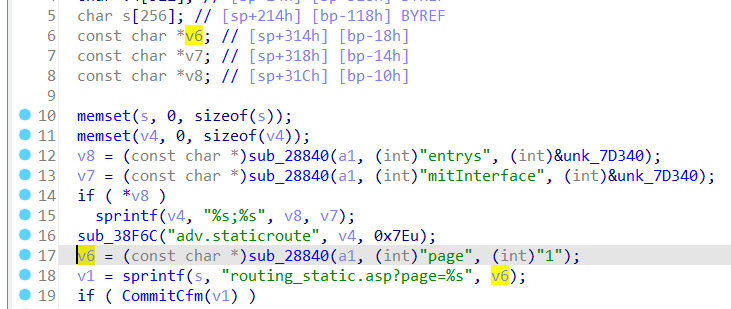 5 char s[256]; // [sp+214h] [bp-118h] BYREF
6 const char *v6; // [sp+314h] [bp-18h]
7 const char *v7; // [sp+318h] [bp-14h]
8 const char *v8; // [sp+31Ch] [bp-10h]
9
10 memset(s, 0, sizeof(s));
11 memset(v4, 0, sizeof(v4));
12 v8 = (const char *)sub_28840(a1, (int)"entrys", (int)&unk_7D340);
13 v7 = (const char *)sub_28840(a1, (int)"mitInterface", (int)&unk_7D340);
14 if ( *v8 )
15 sprintf(v4, "%s;%s", v8, v7);
16 sub_38F6C("adv.staticroute", v4, 0x7Eu);
17 v6 = (const char *)sub_28840(a1, (int)"page", (int)"1");
18 v1 = sprintf(s, "routing_static.asp?page=%s", v6);
19 if ( CommitCfm(v1) )